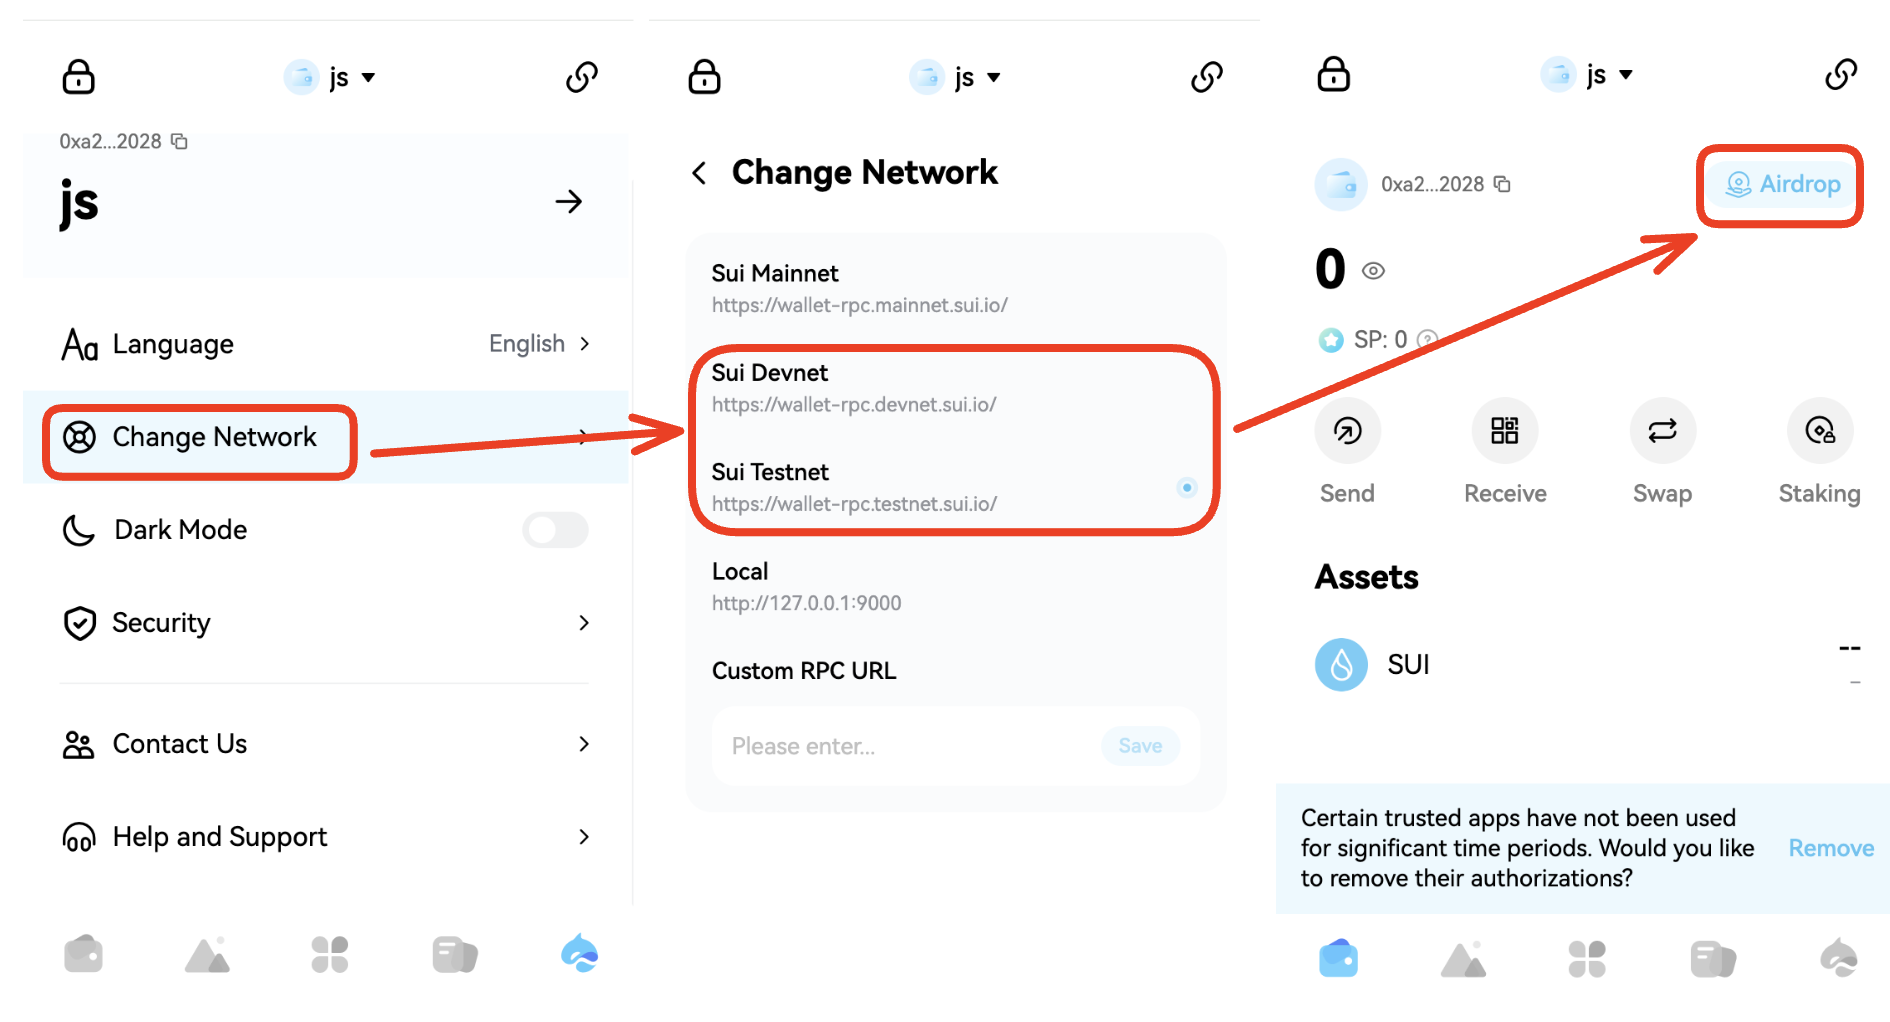 js
0xa2...2028
js
Language English
Change Network
Dark Mode
Security
Contact Us
Help and Support
js
Change Network
Sui Mainnet
https://wallet-rpc.mainnet.sui.io/
Sui Devnet
https://wallet-rpc.devnet.sui.io/
Sui Testnet
https://wallet-rpc.testnet.sui.io/
Local
http://127.0.0.1:9000
Custom RPC URL
Please enter...
Save
js
0xa2...2028
Airdrop
0
SP: 0 ?
Send Receive Swap Staking
Assets
SUI --
–
Certain trusted apps have not been used
for significant time periods. Would you like
to remove their authorizations?
Remove